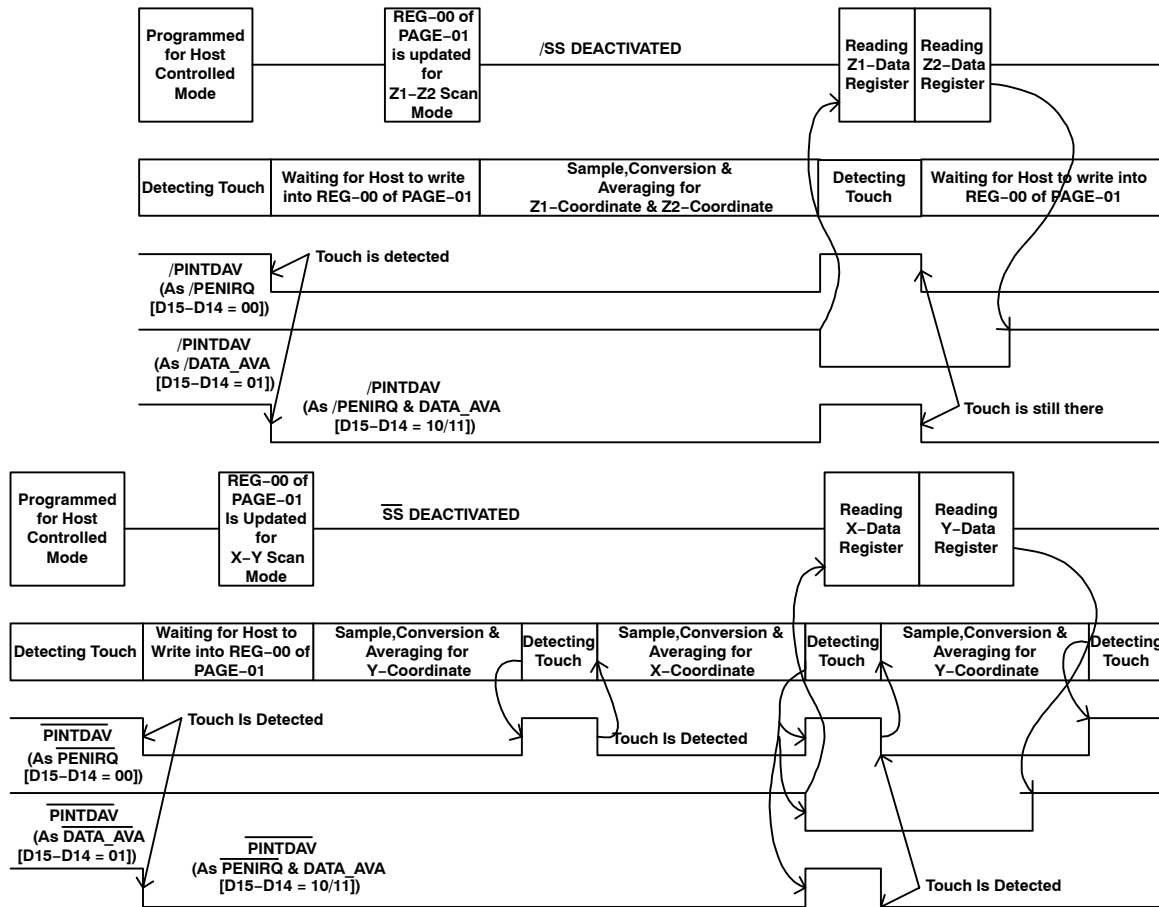 Programmed
for Host
Controlled
Mode
REG−00 of
PAGE−01
is updated
for
Z1−Z2 Scan
Mode
/SS DEACTIVATED
Reading
Z1−Data
Register
Reading
Z2−Data
Register
Detecting Touch
Waiting for Host to write
into REG−00 of PAGE−01
Sample,Conversion &
Averaging for
Z1−Coordinate & Z2−Coordinate
Detecting
Touch
Waiting for Host to write into
REG−00 of PAGE−01
Touch is detected
/PINTDAV
(As /PENIRQ
[D15−D14 = 00])
/PINTDAV
(As /DATA_AVA
[D15−D14 = 01])
/PINTDAV
(As /PENIRQ & DATA_AVA
[D15−D14 = 10/11])
Touch is still there
Programmed
for Host
Controlled
Mode
REG−00 of
PAGE−01
Is Updated
for
X−Y Scan
Mode
SS DEACTIVATED
Reading
X−Data
Register
Reading
Y−Data
Register
Detecting Touch
Waiting for Host to
Write into REG−00 of
PAGE−01
Sample,Conversion &
Averaging for
Y−Coordinate
Detecting
Touch
Sample,Conversion &
Averaging for
X−Coordinate
Detecting
Touch
Sample,Conversion &
Averaging for
Y−Coordinate
Detecting
Touch
Touch Is Detected
PINTDAV
(As PENIRQ
[D15−D14 = 00])
Touch Is Detected
PINTDAV
(As DATA_AVA
[D15−D14 = 01])
PINTDAV
(As PENIRQ & DATA_AVA
[D15−D14 = 10/11])
Touch Is Detected